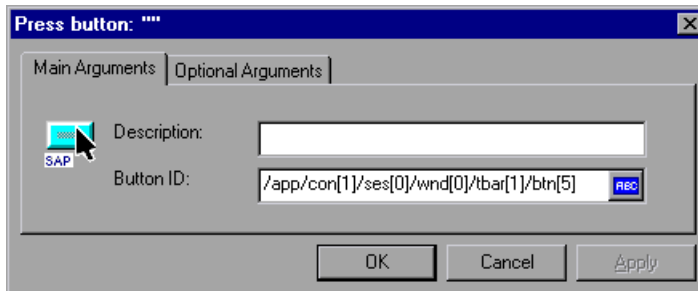 Press button: ""
Main Arguments
Optional Arguments
SAP
Description:
Button ID:
/app/con[1]/ses[0]/wnd[0]/tbar[1]/btn[5]
ABC
OK
Cancel
Apply